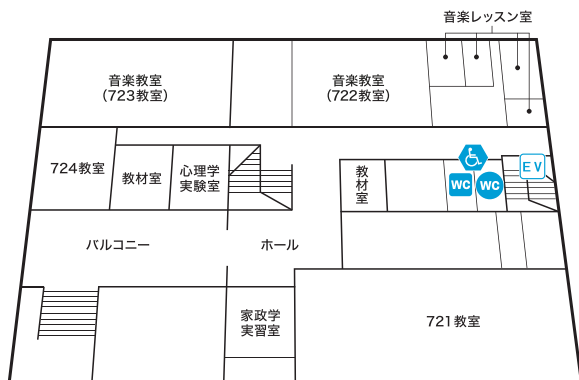 音楽レッスン室
音楽教室
(723教室)
音楽教室
(722教室)
724教室
教材室
心理学
実験室
教
材
室
WC
WC
EV
バルコニー
ホール
家政学
実習室
721教室